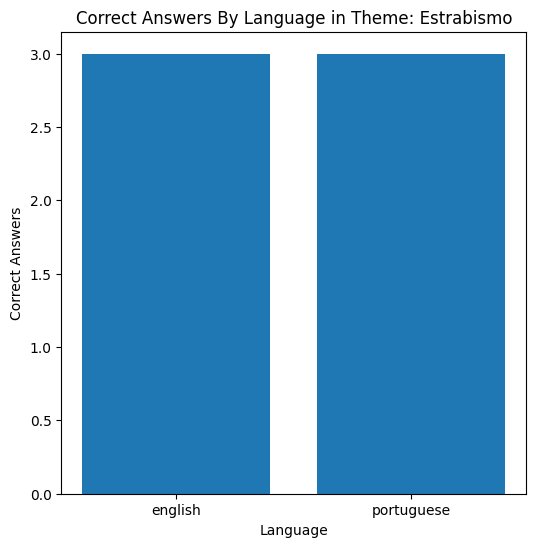 Correct Answers By Language in Theme: Estrabismo
Correct Answers
3.0
2.5
2.0
1.5
1.0
0.5
0.0
english
portuguese
Language